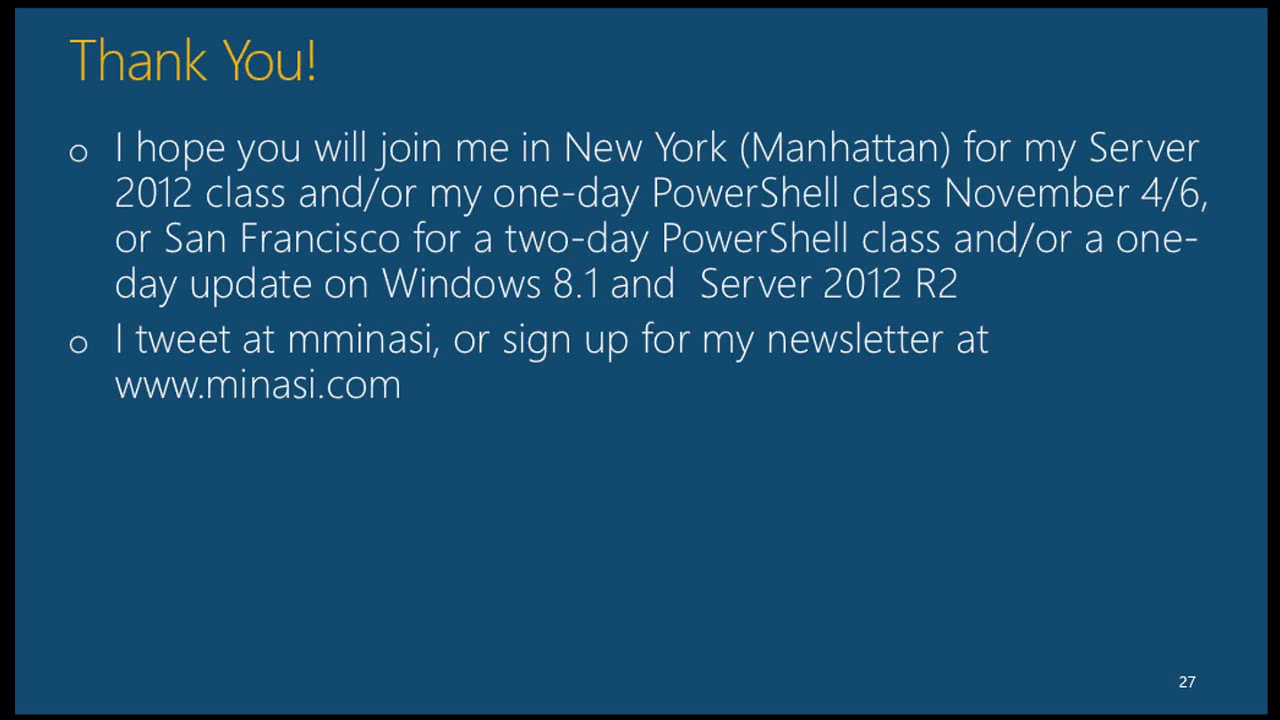 Thank You!
o I hope you will join me in New York (Manhattan) for my Server
2012 class and/or my one-day PowerShell class November 4/6,
or San Francisco for a two-day PowerShell class and/or a one-
day update on Windows 8.1 and  Server 2012 R2
o I tweet at mminasi, or sign up for my newsletter at
www.minasi.com
27